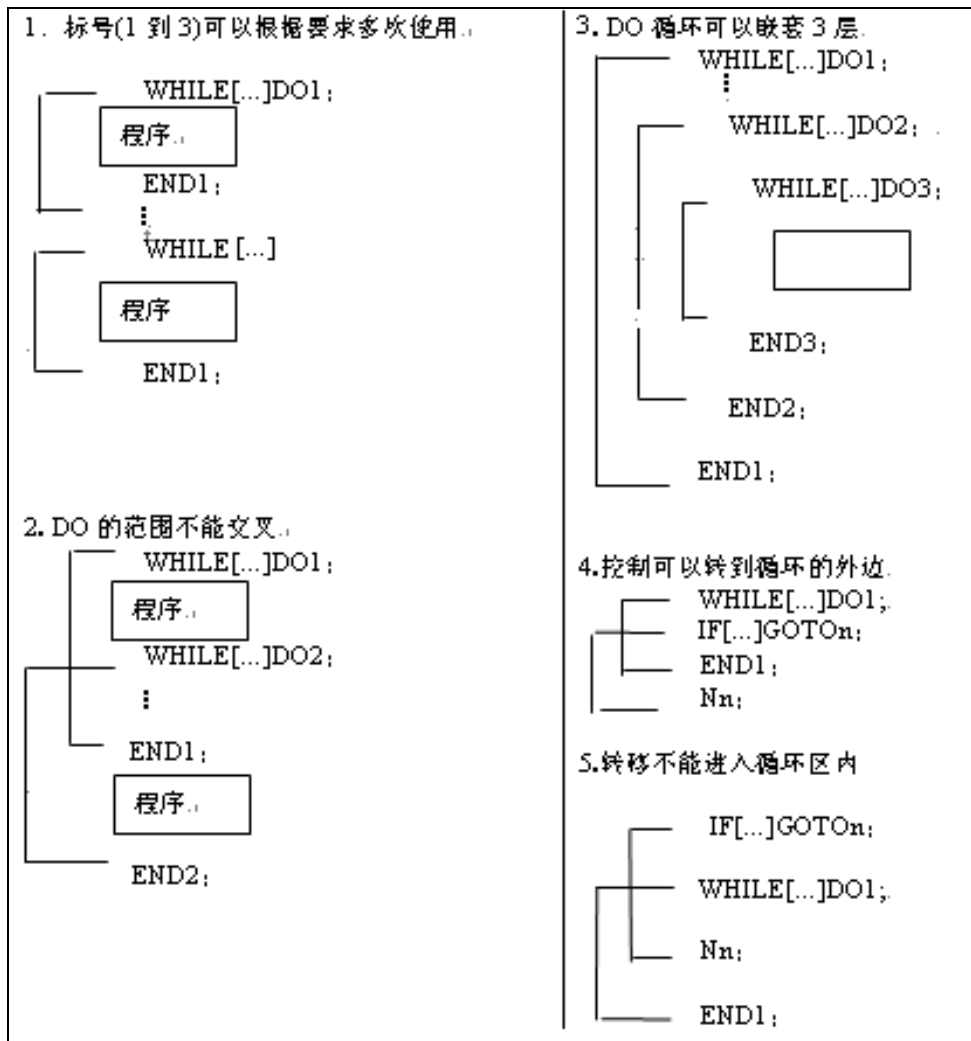 1. 标号(1 到 3)可以根据要求多次使用.
WHILE[...]DO1;
程序.
END1;
⋮
WHILE [...]
程序
END1;
2. DO 的范围不能交叉.
WHILE[...]DO1;
程序.
WHILE[...]DO2;
⋮
END1;
程序.
END2;
3. DO 循环可以嵌套 3 层.
WHILE[...]DO1;
⋮
WHILE[...]DO2;
WHILE[...]DO3;
END3;
END2;
END1;
4.控制可以转到循环的外边.
WHILE[...]DO1;.
IF[...]GOTOn;
END1;
Nn;
5.转移不能进入循环区内
IF[...]GOTOn;
WHILE[...]DO1;.
Nn;
END1;